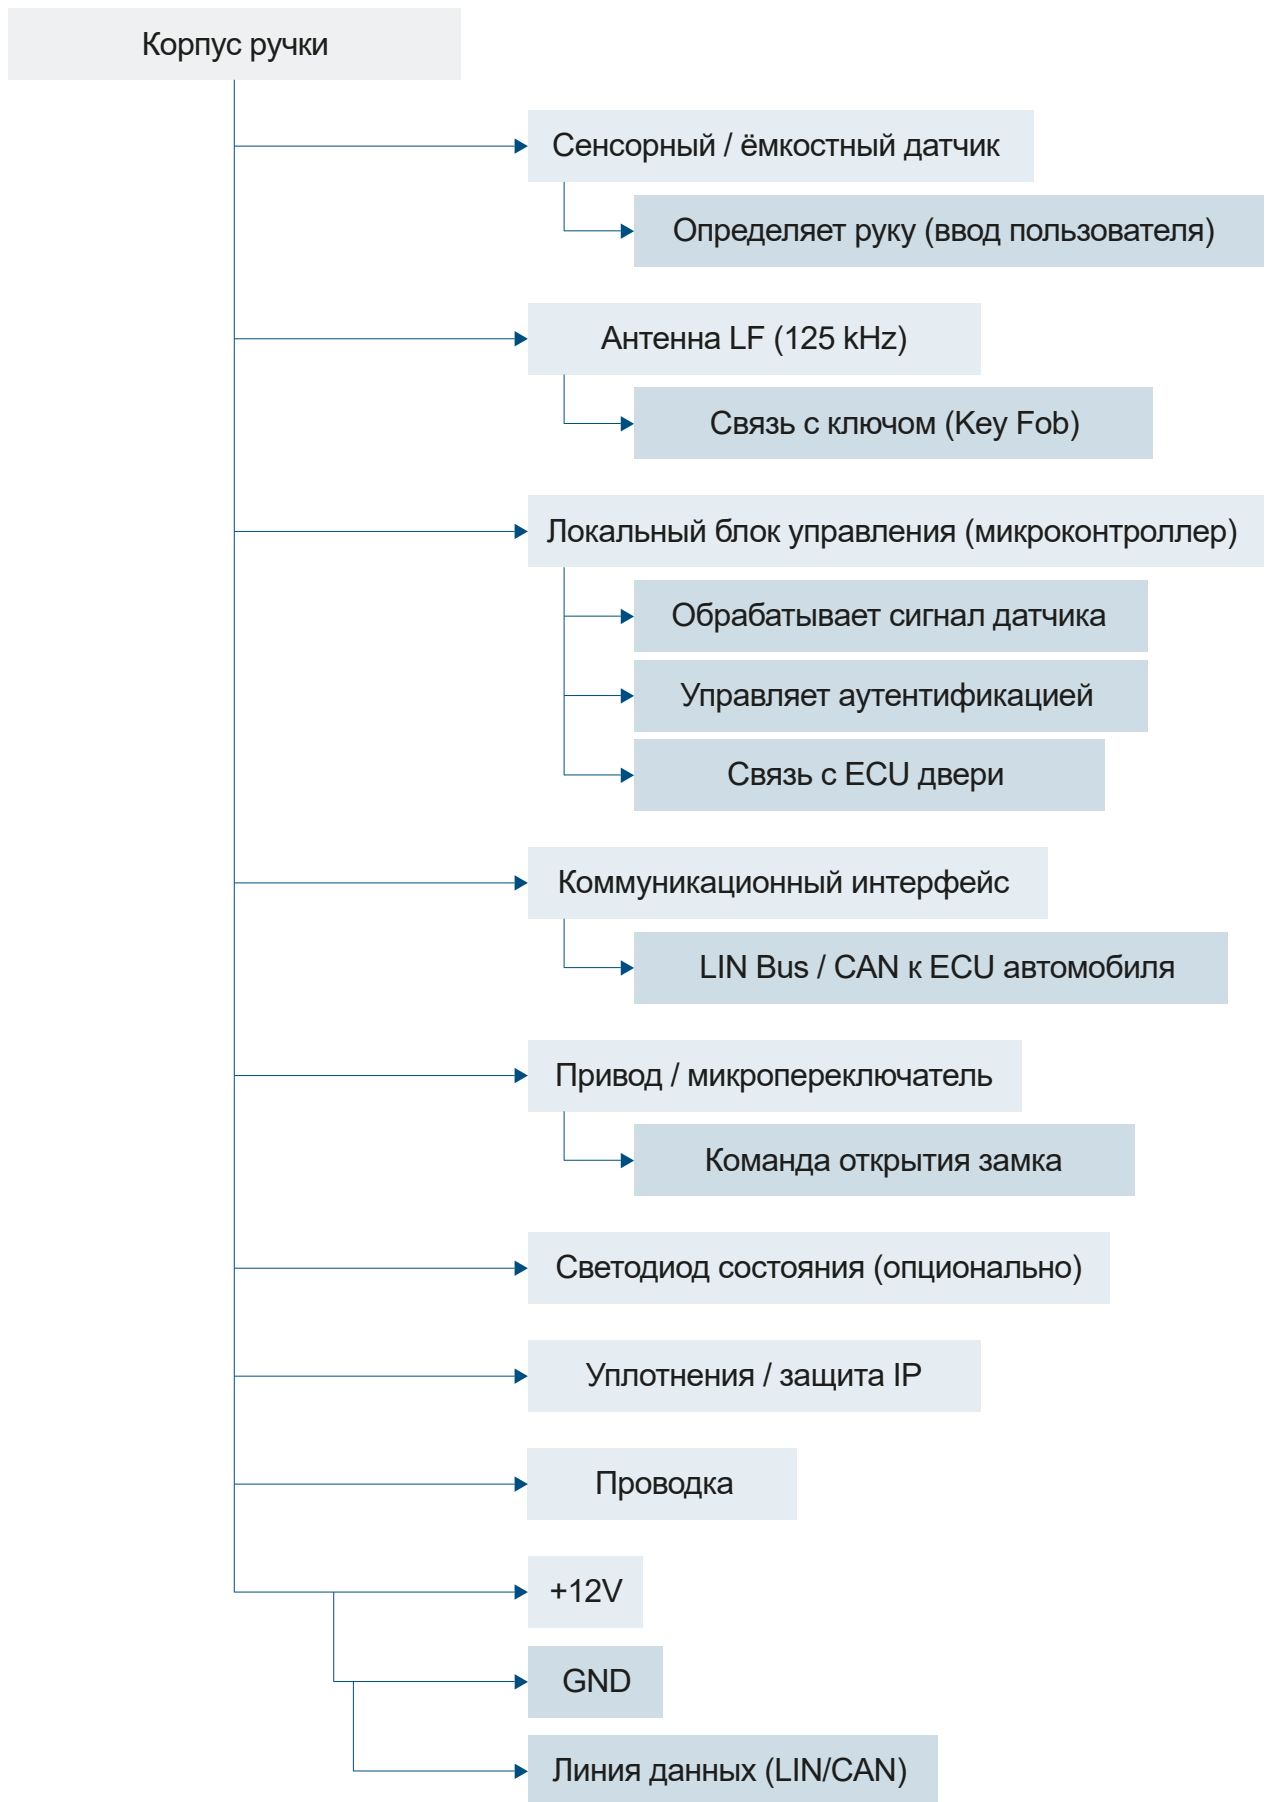 Корпус ручки
Сенсорный / ёмкостный датчик
Определяет руку (ввод пользователя)
Антенна LF (125 kHz)
Связь с ключом (Key Fob)
Локальный блок управления (микроконтроллер)
Обрабатывает сигнал датчика
Управляет аутентификацией
Связь с ECU двери
Коммуникационный интерфейс
LIN Bus / CAN к ECU автомобиля
Привод / микропереключатель
Команда открытия замка
Светодиод состояния (опционально)
Уплотнения / защита IP
Проводка
+12V
GND
Линия данных (LIN/CAN)